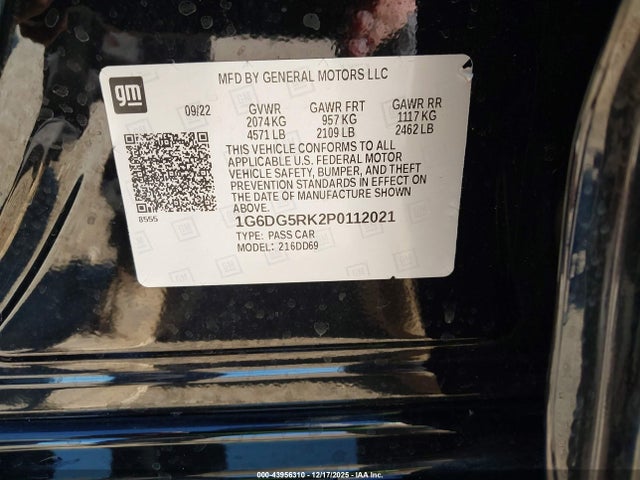 gm
MFD BY GENERAL MOTORS LLC
09/22 GVWR GAWR FRT GAWR RR
2074 KG 957 KG 1117 KG
4571 LB 2109 LB 2462 LB
THIS VEHICLE CONFORMS TO ALL
APPLICABLE U.S. FEDERAL MOTOR
VEHICLE SAFETY, BUMPER, AND THEFT
PREVENTION STANDARDS IN EFFECT ON
THE DATE OF MANUFACTURE SHOWN
ABOVE.
8555
1G6DG5RK2P0112021
TYPE: PASS CAR
MODEL: 216DD69
000-43956310 - 12/17/2025 - IAA Inc.